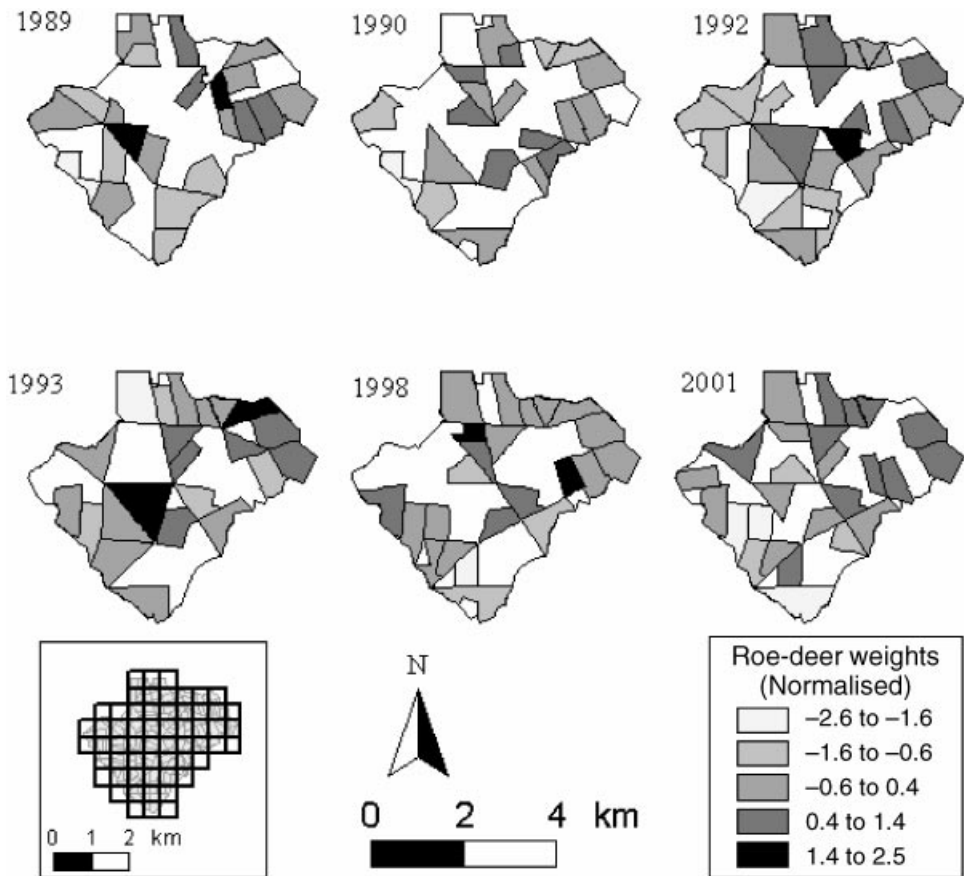 1989
1990
1992
1993
1998
2001
N
0 1 2 km
0 2 4 km
Roe-deer weights
(Normalised)
–2.6 to –1.6
–1.6 to –0.6
–0.6 to 0.4
0.4 to 1.4
1.4 to 2.5